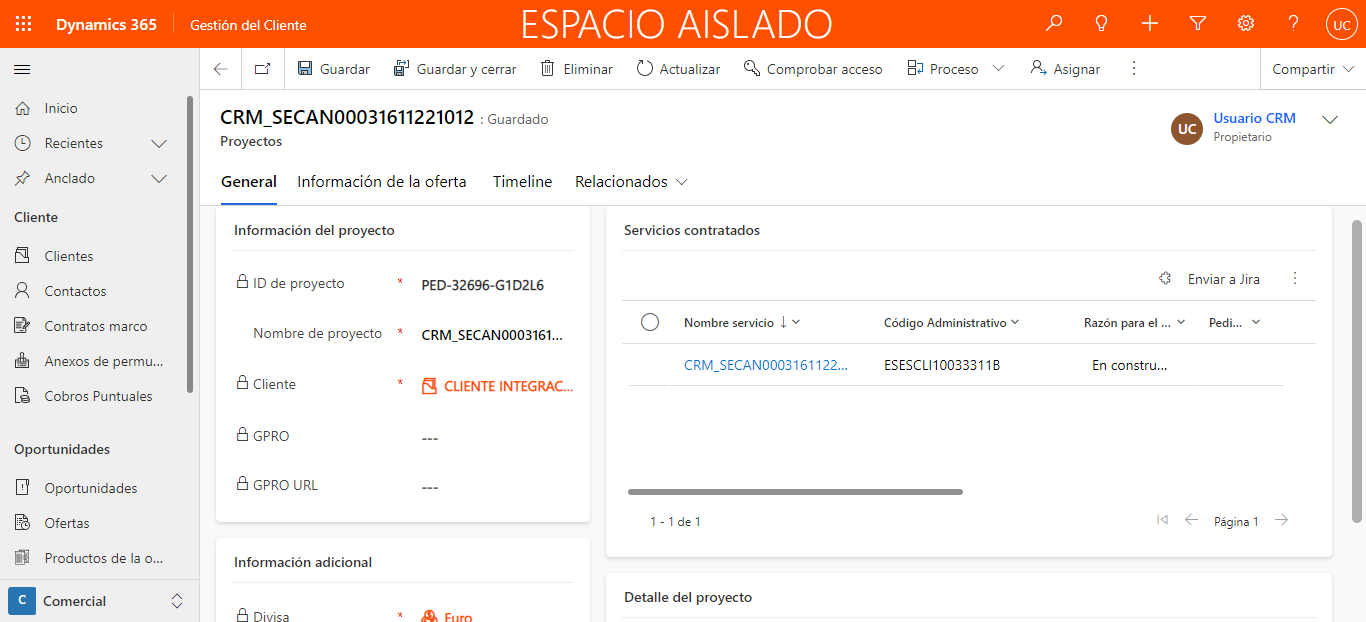 Dynamics 365
Gestión del Cliente
ESPACIO AISLADO
UC
Guardar
Guardar y cerrar
Eliminar
Actualizar
Comprobar acceso
Proceso
Asignar
Compartir
Inicio
Recientes
Anclado
Cliente
Clientes
Contactos
Contratos marco
Anexos de permu...
Cobros Puntuales
Oportunidades
Oportunidades
Ofertas
Productos de la o...
C Comercial
CRM_SECAN00031611221012 : Guardado
Proyectos
UC
Usuario CRM
Propietario
General
Información de la oferta
Timeline
Relacionados
Información del proyecto
ID de proyecto * PED-32696-G1D2L6
Nombre de proyecto * CRM_SECAN0003161...
Cliente * CLIENTE INTEGRAC...
GPRO ---
GPRO URL ---
Información adicional
Divisa * Euro
Servicios contratados
Enviar a Jira
Nombre servicio ↓ Código Administrativo Razón para el ... Pedi...
CRM_SECAN0003161122... ESESCLI10033311B En constru...
1 - 1 de 1
Página 1
Detalle del proyecto